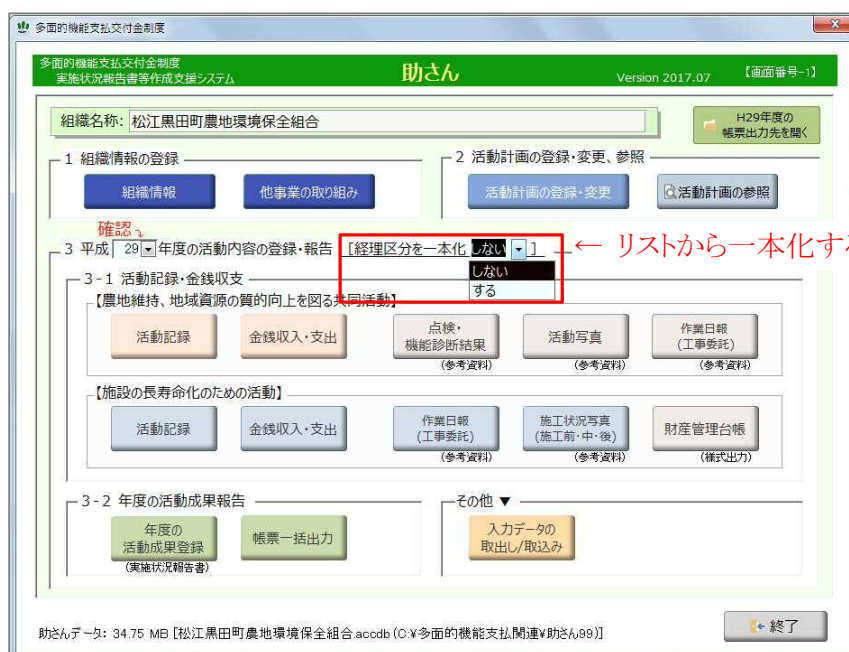 多面的機能支払交付金制度
多面的機能支払交付金制度
実施状況報告書等作成支援システム
助さん
Version 2017.07
【画面番号-1】
組織名称: 松江黒田町農地環境保全組合
H29年度の
帳票出力先を開く
1 組織情報の登録
組織情報
他事業の取り組み
2 活動計画の登録・変更、参照
活動計画の登録・変更
活動計画の参照
確認
3 平成 29 年度の活動内容の登録・報告 [経理区分を一本化 しない ]
← リストから一本化する
しない
する
3-1 活動記録・金銭収支
【農地維持、地域資源の質的向上を図る共同活動】
活動記録
金銭収入・支出
点検・
機能診断結果
(参考資料)
活動写真
(参考資料)
作業日報
(工事委託)
(参考資料)
【施設の長寿命化のための活動】
活動記録
金銭収入・支出
作業日報
(工事委託)
(参考資料)
施工状況写真
(施工前・中・後)
(参考資料)
財産管理台帳
(様式出力)
3-2 年度の活動成果報告
年度の
活動成果登録
(実施状況報告書)
帳票一括出力
その他 ▼
入力データの
取出し/取込み
助さんデータ: 34.75 MB [松江黒田町農地環境保全組合.accdb (C:¥多面的機能支払関連¥助さん99)]
終了